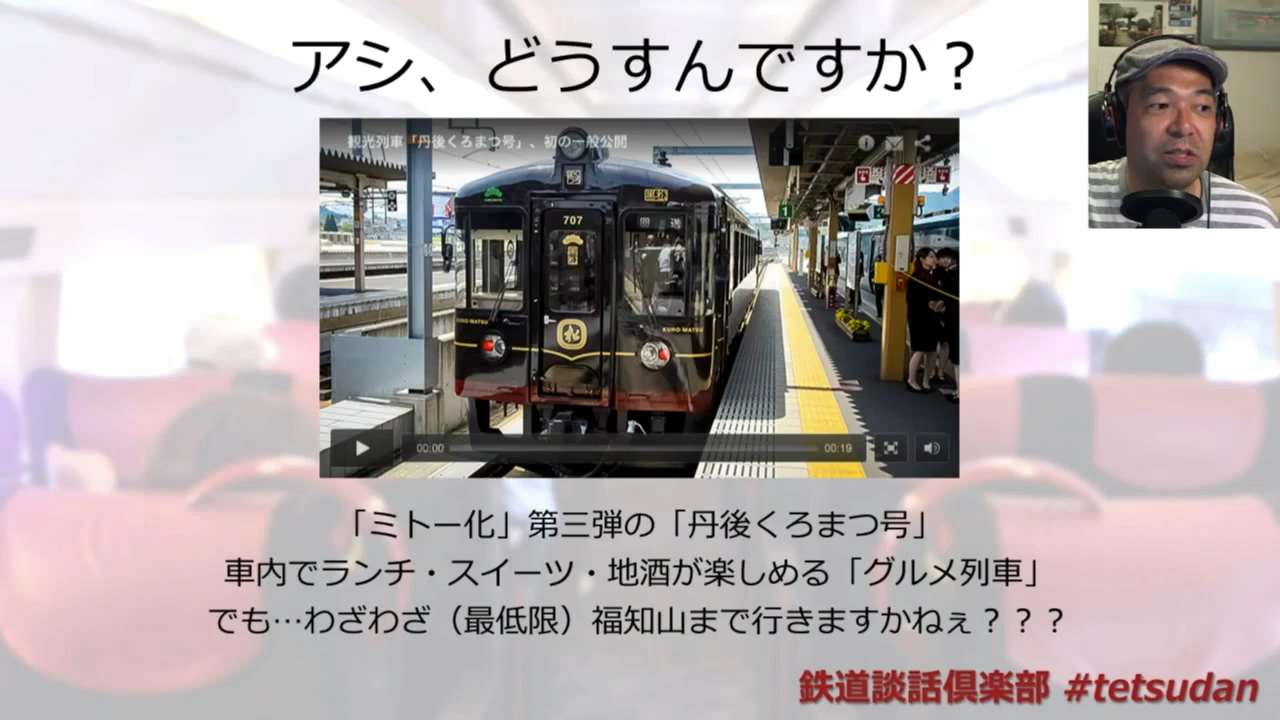 アシ、どうすんですか？
観光列車「丹後くろまつ号」、初の一般公開
707
回送
1
松
KURO-MATSU
KURO-MATSU
00:00
00:19
「ミトー化」第三弾の「丹後くろまつ号」
車内でランチ・スイーツ・地酒が楽しめる「グルメ列車」
でも…わざわざ（最低限）福知山まで行きますかねぇ？？？
鉄道談話倶楽部 #tetsudan